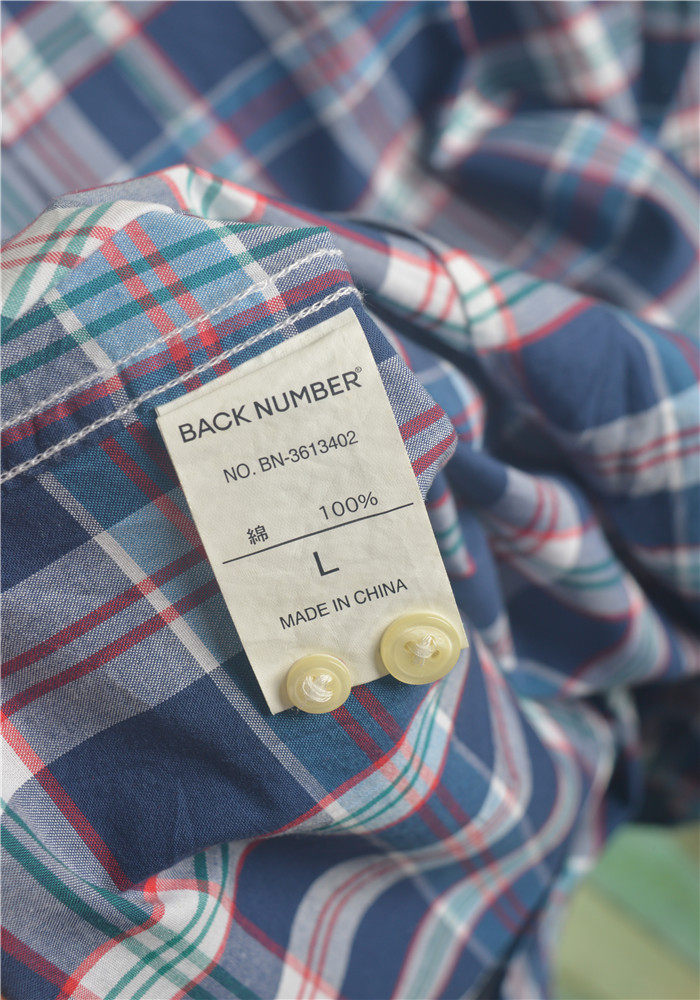 BACK NUMBER®
NO. BN-3613402
綿 100%
L
MADE IN CHINA